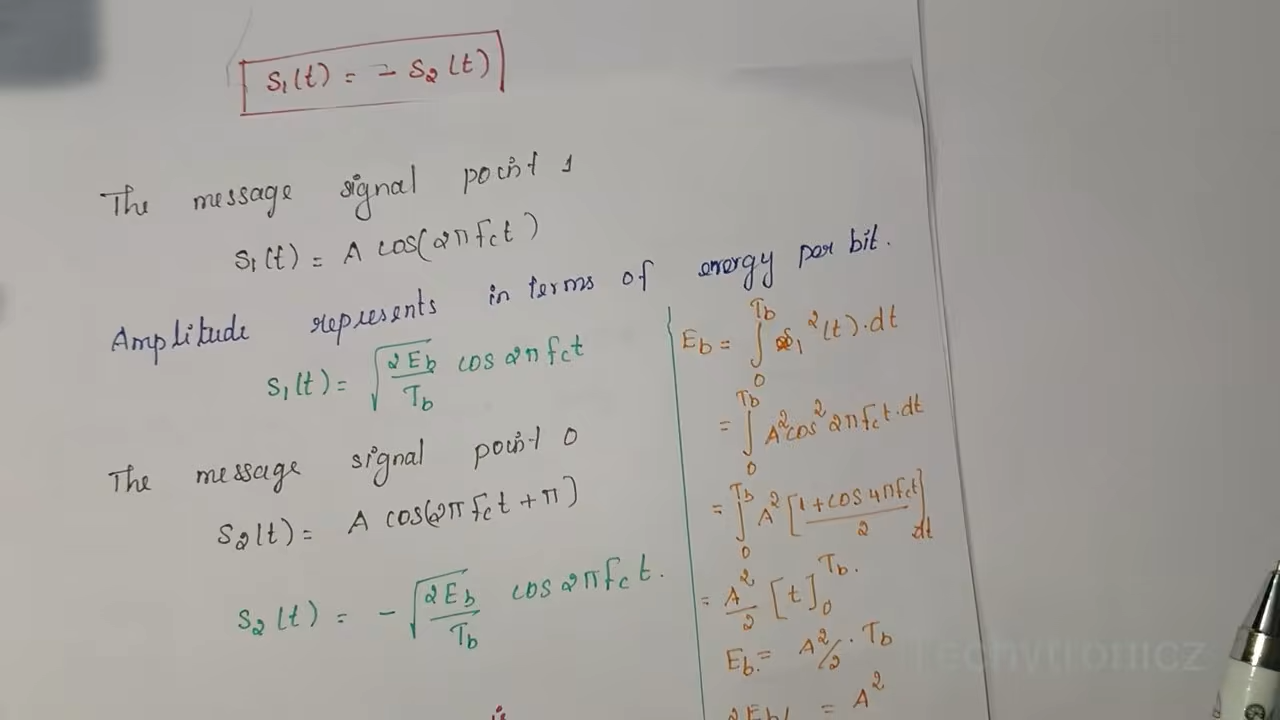 S₁(t) = - S₂(t)
The message signal point 1
S₁(t) = A cos(2πfct)
Amplitude represents in terms of energy per bit.
S₁(t) = √(2Eb/Tb) cos 2πfct
The message signal point 0
S₂(t) = A cos(2πfct + π)
S₂(t) = -√(2Eb/Tb) cos 2πfct.
Eb = ∫₀^Tb S₁²(t).dt
= ∫₀^Tb A² cos² 2πfct.dt
= ∫₀^Tb A² [(1 + cos 4πfct)/2] dt
= A²/2 [t]₀^Tb.
Eb = A²/2 . Tb
2Eb/ = A²
Techvtronicz